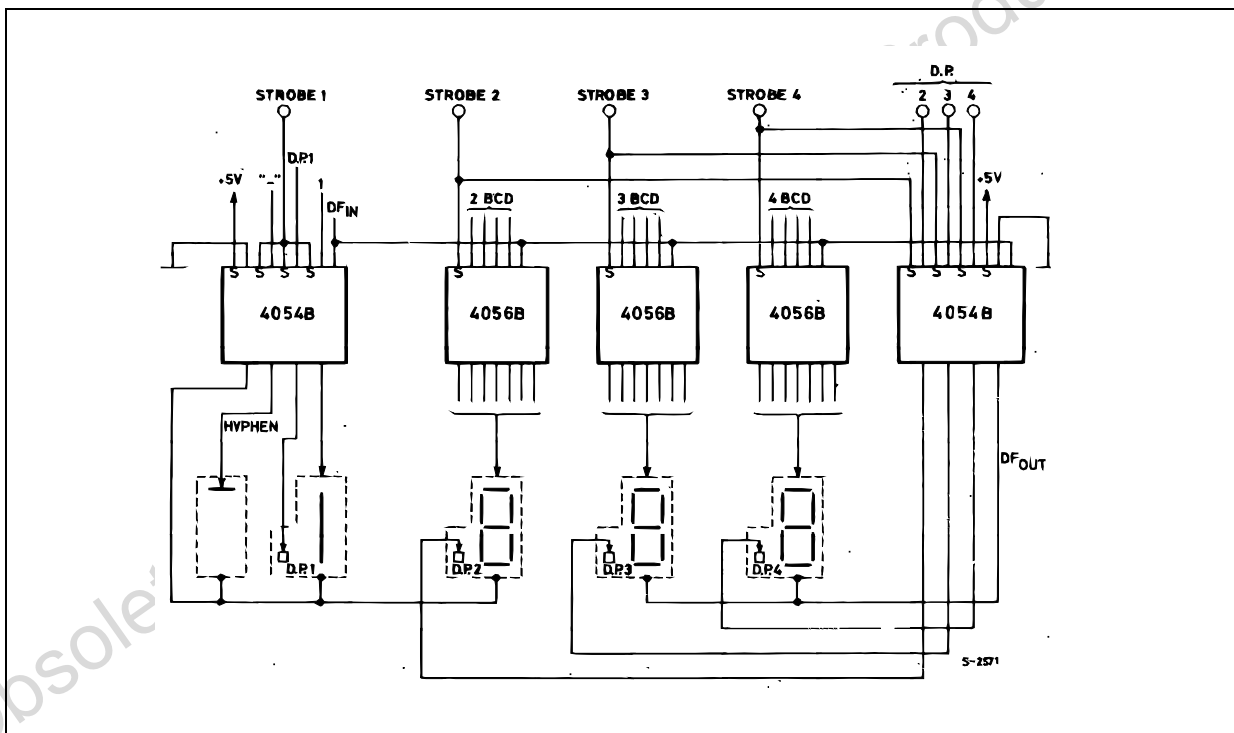 D.P.
STROBE 1 STROBE 2 STROBE 3 STROBE 4 2 3 4
D.P.1
+5V "–" 1 DF IN 2 BCD 3 BCD 4 BCD +5V
S S S S S S S S S S S
4054B 4056B 4056B 4056B 4054B
HYPHEN
DF OUT
D.P.1 D.P.2 D.P.3 D.P.4
S-2571